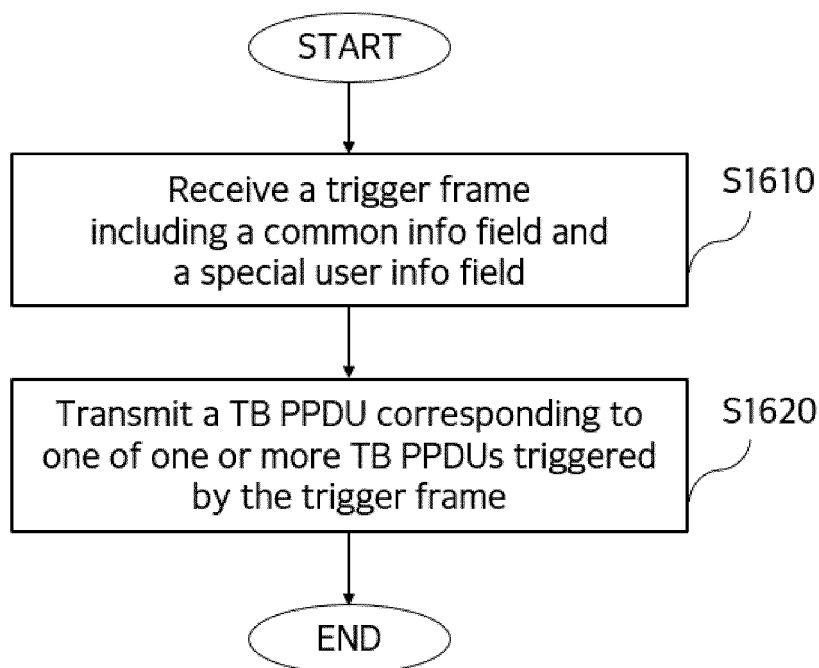 START
Receive a trigger frame
including a common info field and
a special user info field
S1610
Transmit a TB PPDU corresponding to
one of one or more TB PPDUs triggered
by the trigger frame
S1620
END